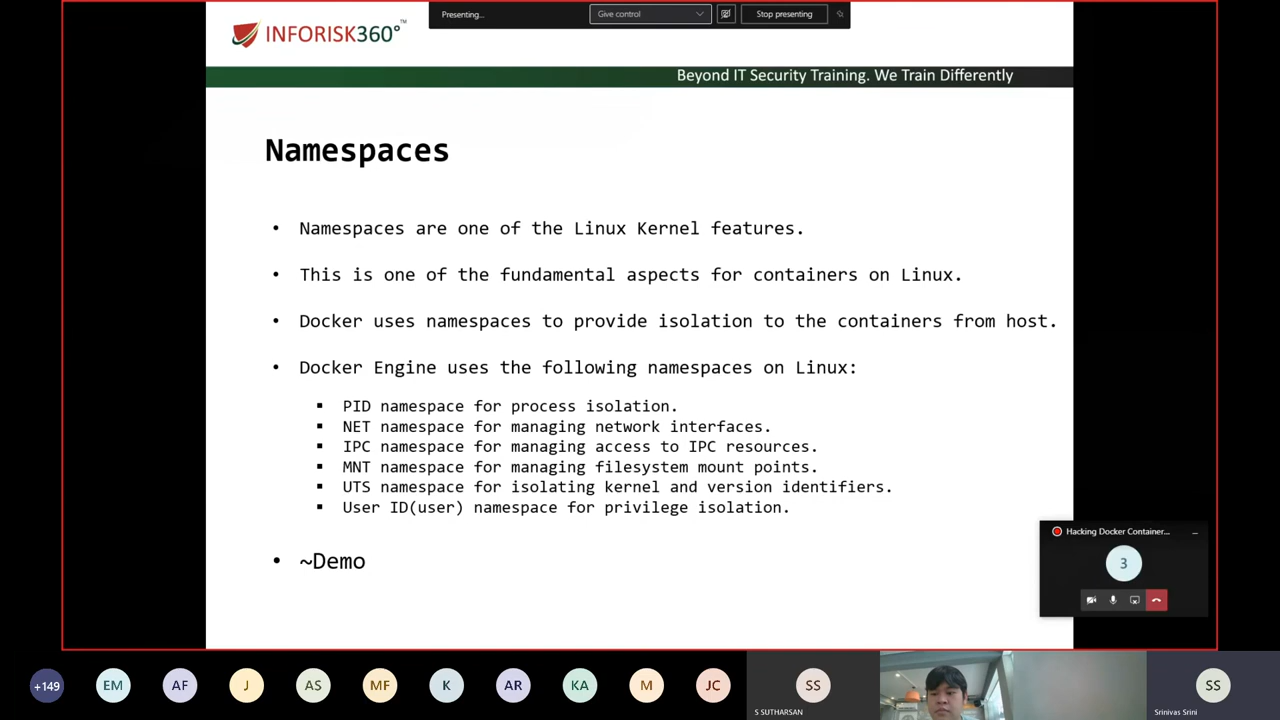 INFORISK360°™
Presenting...
Give control
Stop presenting
Beyond IT Security Training. We Train Differently
Namespaces
• Namespaces are one of the Linux Kernel features.
• This is one of the fundamental aspects for containers on Linux.
• Docker uses namespaces to provide isolation to the containers from host.
• Docker Engine uses the following namespaces on Linux:
▪ PID namespace for process isolation.
▪ NET namespace for managing network interfaces.
▪ IPC namespace for managing access to IPC resources.
▪ MNT namespace for managing filesystem mount points.
▪ UTS namespace for isolating kernel and version identifiers.
▪ User ID(user) namespace for privilege isolation.
• ~Demo
Hacking Docker Container...
3
+149
EM
AF
J
AS
MF
K
AR
KA
M
JC
SS
S SUTHARSAN
SS
Srinivas Srini